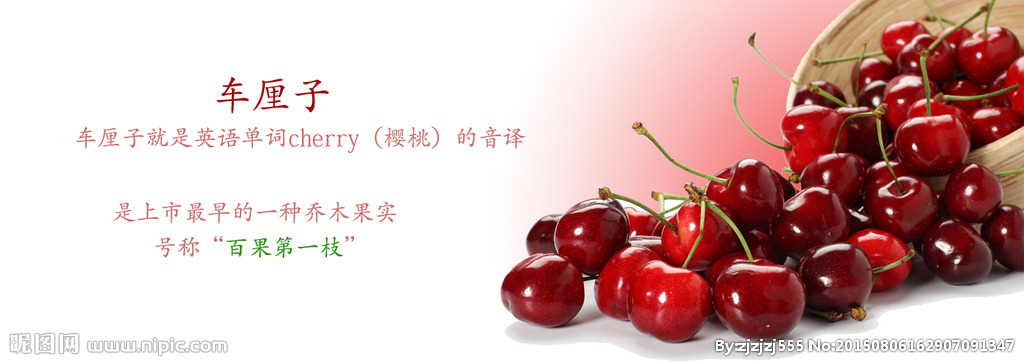 车厘子
车厘子就是英语单词cherry（樱桃）的音译
是上市最早的一种乔木果实
号称“百果第一枝”
昵图网 www.nipic.com
By:zjzjzj555 No:20150806162907091347